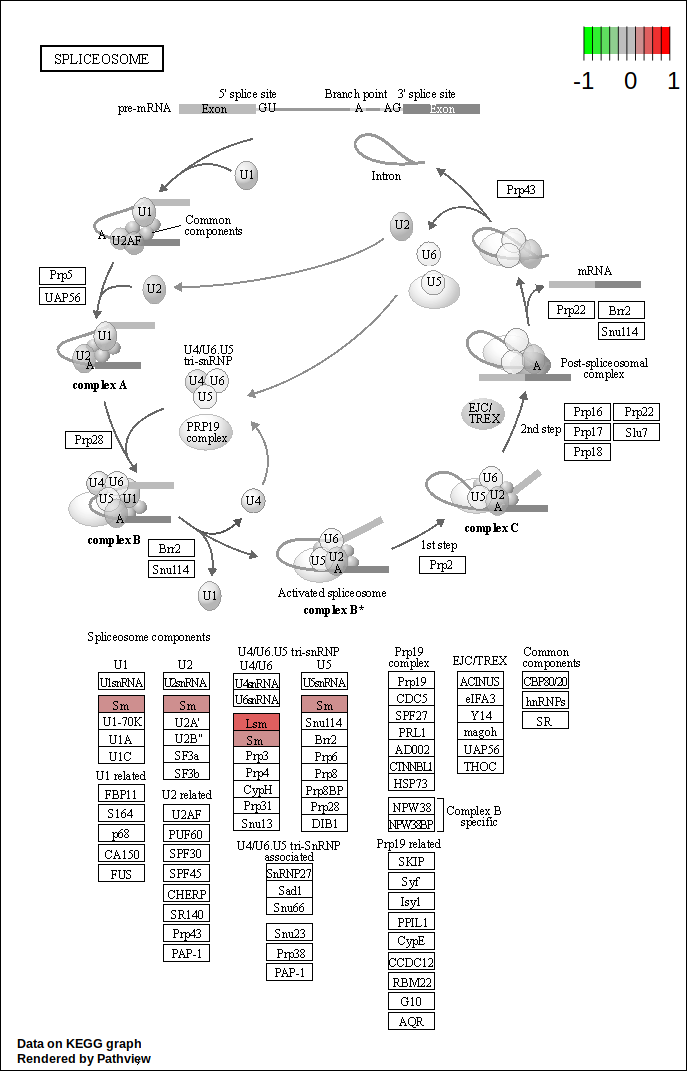 SPLICEOSOME
-1 0 1
5' splice site Branch point 3' splice site
pre-mRNA Exon GU A AG Exon
U1
Intron
Prp43
U1
U2AF
A
Common
components
U2
U6
U5
mRNA
Prp5
UAP56
U2
Prp22 Brr2
Snu114
U1
U2
A
complex A
U4/U6.U5
tri-snRNP
U4 U6
U5
PRP19
complex
A
Post-spliceosomal
complex
EJC/
TREX
2nd step
Prp16 Prp22
Prp17 Slu7
Prp18
Prp28
U4 U6
U5 U1
A
complex B
U4
U6
U5 U2
A
complex C
Brr2
Snu114
U1
U6
U5 U2
A
Activated spliceosome
complex B*
1st step
Prp2
Spliceosome components
U1
U1snRNA
Sm
U1-70K
U1A
U1C
U1 related
FBP11
S164
p68
CA150
FUS
U2
U2snRNA
Sm
U2A'
U2B"
SF3a
SF3b
U2 related
U2AF
PUF60
SPF30
SPF45
CHERP
SR140
Prp43
PAP-1
U4/U6.U5 tri-snRNP
U4/U6
U4snRNA
U6snRNA
Lsm
Sm
Prp3
Prp4
CypH
Prp31
Snu13
U5
U5snRNA
Sm
Snu114
Brr2
Prp6
Prp8
Prp8BP
Prp28
DIB1
U4/U6.U5 tri-SnRNP
associated
SnRNP27
Sad1
Snu66
Snu23
Prp38
PAP-1
Prp19
complex
Prp19
CDC5
SPF27
PRL1
AD002
CTNNBL1
HSP73
NPW38
NPW38BP
Complex B
specific
Prp19 related
SKIP
Syf
Isy1
PPIL1
CypE
CCDC12
RBM22
G10
AQR
EJC/TREX
ACINUS
eIFA3
Y14
magoh
UAP56
THOC
Common
components
CBP80/20
hnRNPs
SR
Data on KEGG graph
Rendered by Pathview